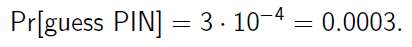 Pr[guess PIN] = 3 · 10⁻⁴ = 0.0003.